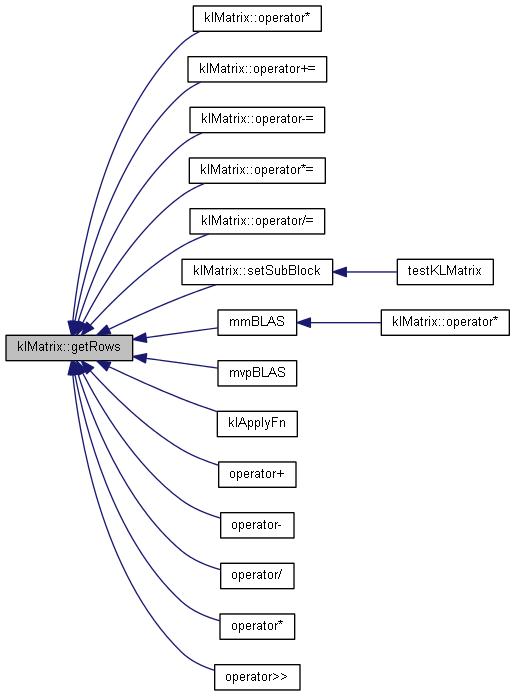 klMatrix::operator*
klMatrix::operator+=
klMatrix::operator-=
klMatrix::operator*=
klMatrix::operator/=
klMatrix::setSubBlock
testKLMatrix
mmBLAS
klMatrix::operator*
klMatrix::getRows
mvpBLAS
klApplyFn
operator+
operator-
operator/
operator*
operator>>